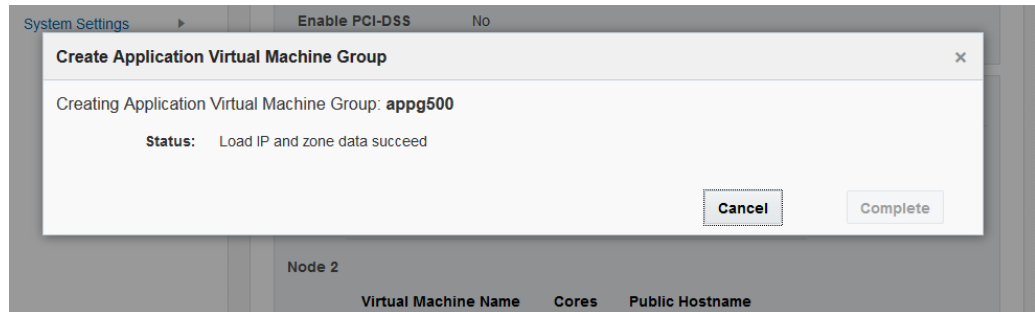 System Settings
Enable PCI-DSS No
Create Application Virtual Machine Group
Creating Application Virtual Machine Group: appg500
Status: Load IP and zone data succeed
Cancel Complete
Node 2
Virtual Machine Name Cores Public Hostname